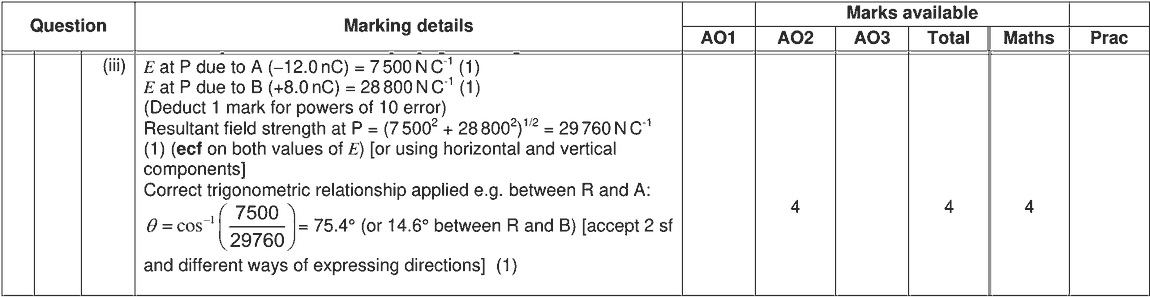 Question Marking details Marks available
AO1 AO2 AO3 Total Maths Prac
(iii) E at P due to A (−12.0 nC) = 7 500 N C⁻¹ (1)
E at P due to B (+8.0 nC) = 28 800 N C⁻¹ (1)
(Deduct 1 mark for powers of 10 error)
Resultant field strength at P = (7 500² + 28 800²)^1/2 = 29 760 N C⁻¹
(1) (ecf on both values of E) [or using horizontal and vertical
components]
Correct trigonometric relationship applied e.g. between R and A:
θ = cos⁻¹(7500/29760) = 75.4° (or 14.6° between R and B) [accept 2 sf
and different ways of expressing directions] (1)
4 4 4